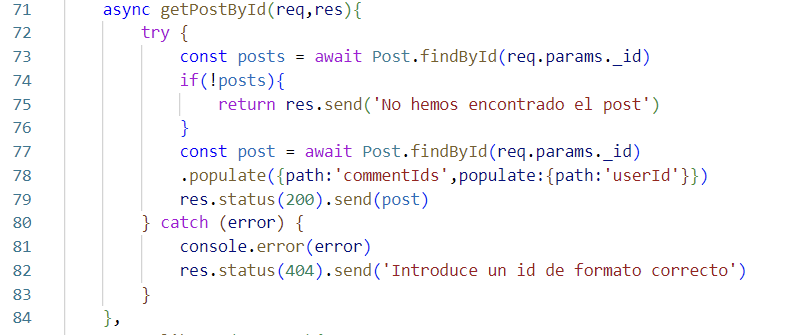 71 async getPostById(req,res){
72 try {
73 const posts = await Post.findById(req.params._id)
74 if(!posts){
75 return res.send('No hemos encontrado el post')
76 }
77 const post = await Post.findById(req.params._id)
78 .populate({path:'commentIds',populate:{path:'userId'}})
79 res.status(200).send(post)
80 } catch (error) {
81 console.error(error)
82 res.status(404).send('Introduce un id de formato correcto')
83 }
84 },